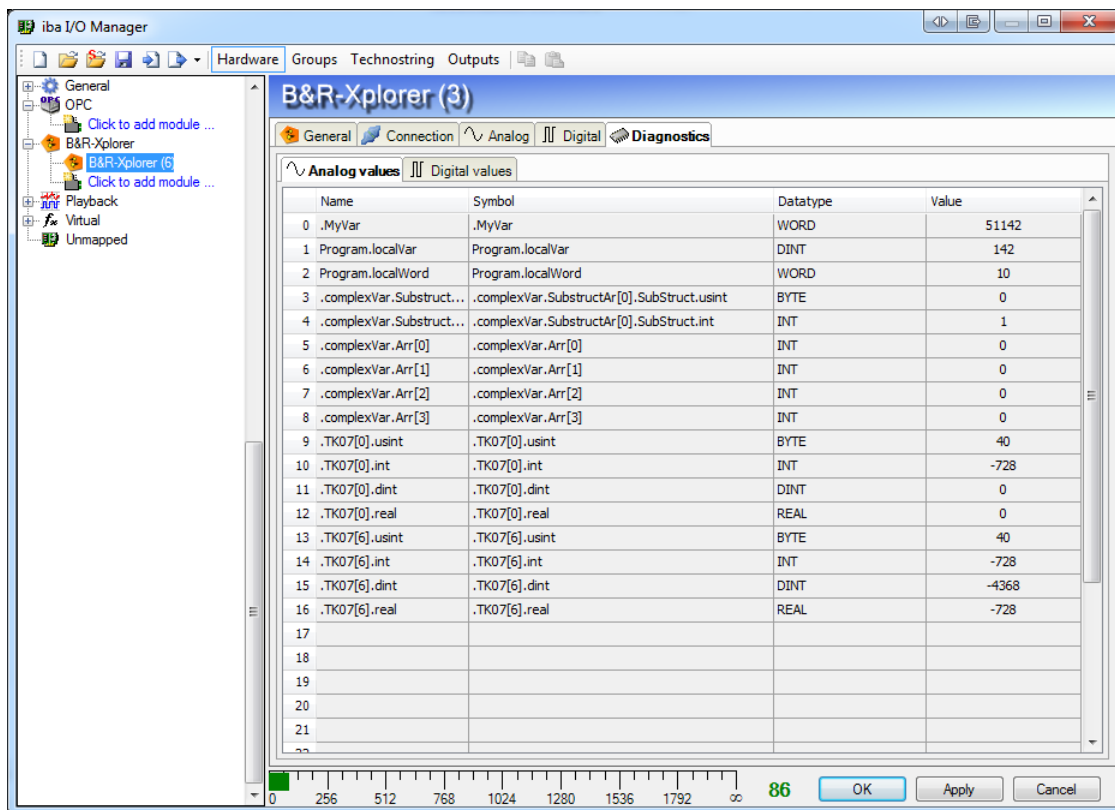 iba I/O Manager
Hardware Groups Technostring Outputs
General
OPC
Click to add module ...
B&R-Xplorer
B&R-Xplorer (6)
Click to add module ...
Playback
Virtual
Unmapped
B&R-Xplorer (3)
General Connection Analog Digital Diagnostics
Analog values Digital values
Name Symbol Datatype Value
0 .MyVar .MyVar WORD 51142
1 Program.localVar Program.localVar DINT 142
2 Program.localWord Program.localWord WORD 10
3 .complexVar.Substruct... .complexVar.SubstructAr[0].SubStruct.usint BYTE 0
4 .complexVar.Substruct... .complexVar.SubstructAr[0].SubStruct.int INT 1
5 .complexVar.Arr[0] .complexVar.Arr[0] INT 0
6 .complexVar.Arr[1] .complexVar.Arr[1] INT 0
7 .complexVar.Arr[2] .complexVar.Arr[2] INT 0
8 .complexVar.Arr[3] .complexVar.Arr[3] INT 0
9 .TK07[0].usint .TK07[0].usint BYTE 40
10 .TK07[0].int .TK07[0].int INT -728
11 .TK07[0].dint .TK07[0].dint DINT 0
12 .TK07[0].real .TK07[0].real REAL 0
13 .TK07[6].usint .TK07[6].usint BYTE 40
14 .TK07[6].int .TK07[6].int INT -728
15 .TK07[6].dint .TK07[6].dint DINT -4368
16 .TK07[6].real .TK07[6].real REAL -728
17
18
19
20
21
0 256 512 768 1024 1280 1536 1792 ∞ 86 OK Apply Cancel